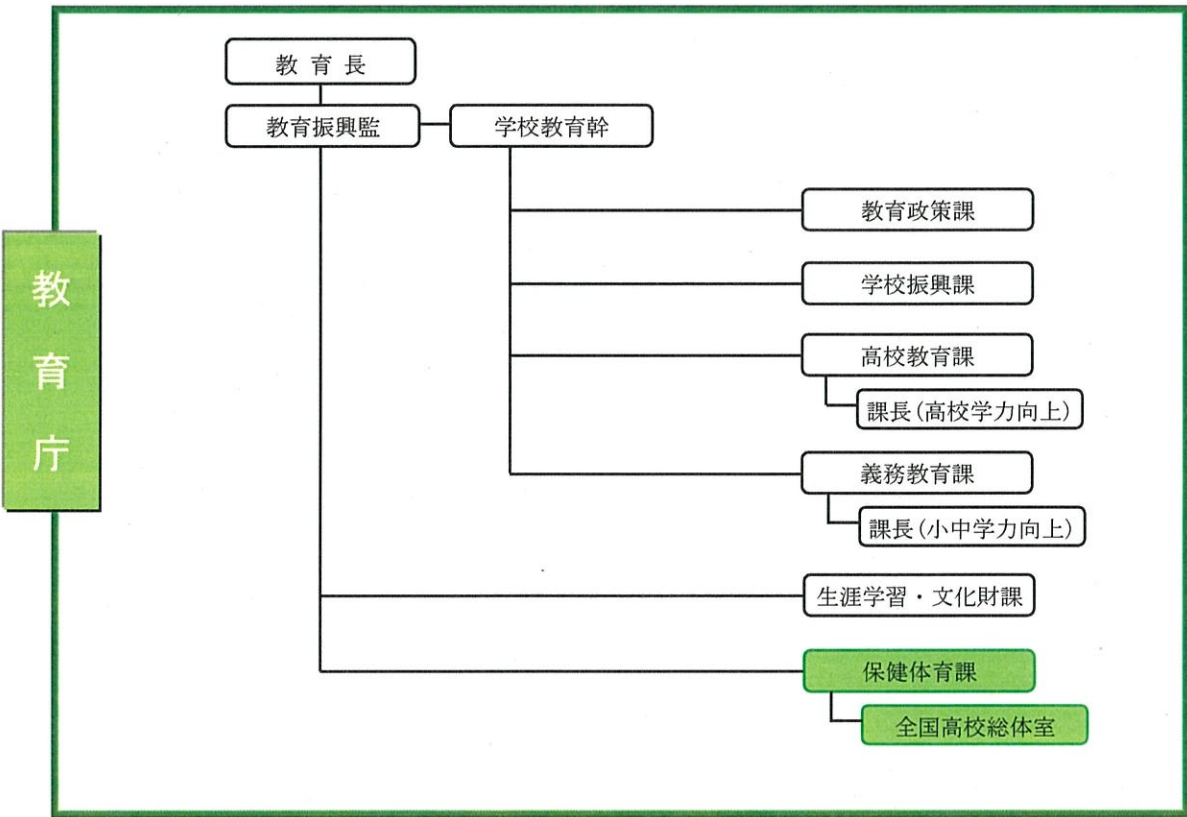 教育庁
教 育 長
教育振興監
学校教育幹
教育政策課
学校振興課
高校教育課
課長(高校学力向上)
義務教育課
課長(小中学力向上)
生涯学習・文化財課
保健体育課
全国高校総体室